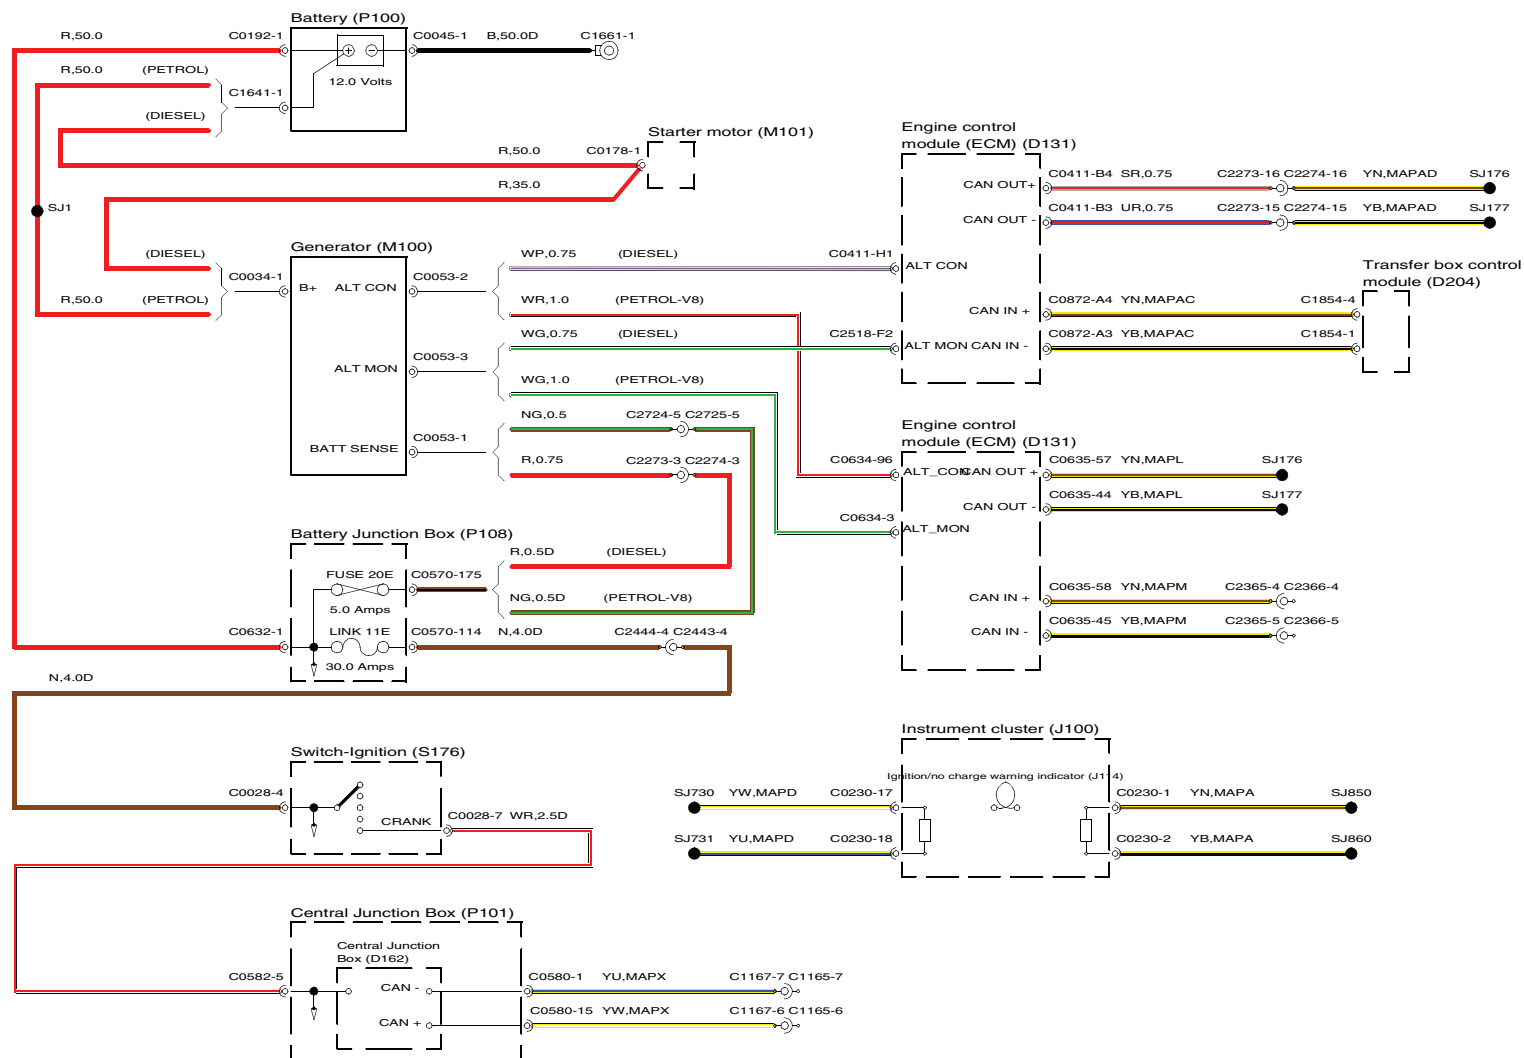 Battery (P100)
R,50.0 C0192-1 C0045-1 B,50.0D C1661-1
R,50.0 (PETROL)
12.0 Volts
C1641-1
(DIESEL)
Starter motor (M101)
R,50.0 C0178-1
R,35.0
SJ1
Engine control
module (ECM) (D131)
CAN OUT+ C0411-B4 SR,0.75 C2273-16 C2274-16 YN,MAPAD SJ176
CAN OUT - C0411-B3 UR,0.75 C2273-15 C2274-15 YB,MAPAD SJ177
Generator (M100)
(DIESEL)
C0034-1 B+ ALT CON C0053-2
R,50.0 (PETROL)
WP,0.75 (DIESEL) C0411-H1 ALT CON
Transfer box control
module (D204)
WR,1.0 (PETROL-V8)
CAN IN + C0872-A4 YN,MAPAC C1854-4
WG,0.75 (DIESEL) C2518-F2 ALT MON CAN IN - C0872-A3 YB,MAPAC C1854-1
ALT MON C0053-3
WG,1.0 (PETROL-V8)
NG,0.5 C2724-5 C2725-5
BATT SENSE C0053-1
R,0.75 C2273-3 C2274-3
Engine control
module (ECM) (D131)
C0634-96 ALT_CON CAN OUT + C0635-57 YN,MAPL SJ176
CAN OUT - C0635-44 YB,MAPL SJ177
C0634-3 ALT_MON
Battery Junction Box (P108)
R,0.5D (DIESEL)
FUSE 20E C0570-175
5.0 Amps
NG,0.5D (PETROL-V8)
CAN IN + C0635-58 YN,MAPM C2365-4 C2366-4
C0632-1 LINK 11E C0570-114 N,4.0D C2444-4 C2443-4
CAN IN - C0635-45 YB,MAPM C2365-5 C2366-5
30.0 Amps
N,4.0D
Switch-Ignition (S176)
C0028-4
CRANK C0028-7 WR,2.5D
Instrument cluster (J100)
Ignition/no charge warning indicator (J114)
SJ730 YW,MAPD C0230-17 C0230-1 YN,MAPA SJ850
SJ731 YU,MAPD C0230-18 C0230-2 YB,MAPA SJ860
Central Junction Box (P101)
Central Junction
Box (D162)
C0582-5 CAN - C0580-1 YU,MAPX C1167-7 C1165-7
CAN + C0580-15 YW,MAPX C1167-6 C1165-6